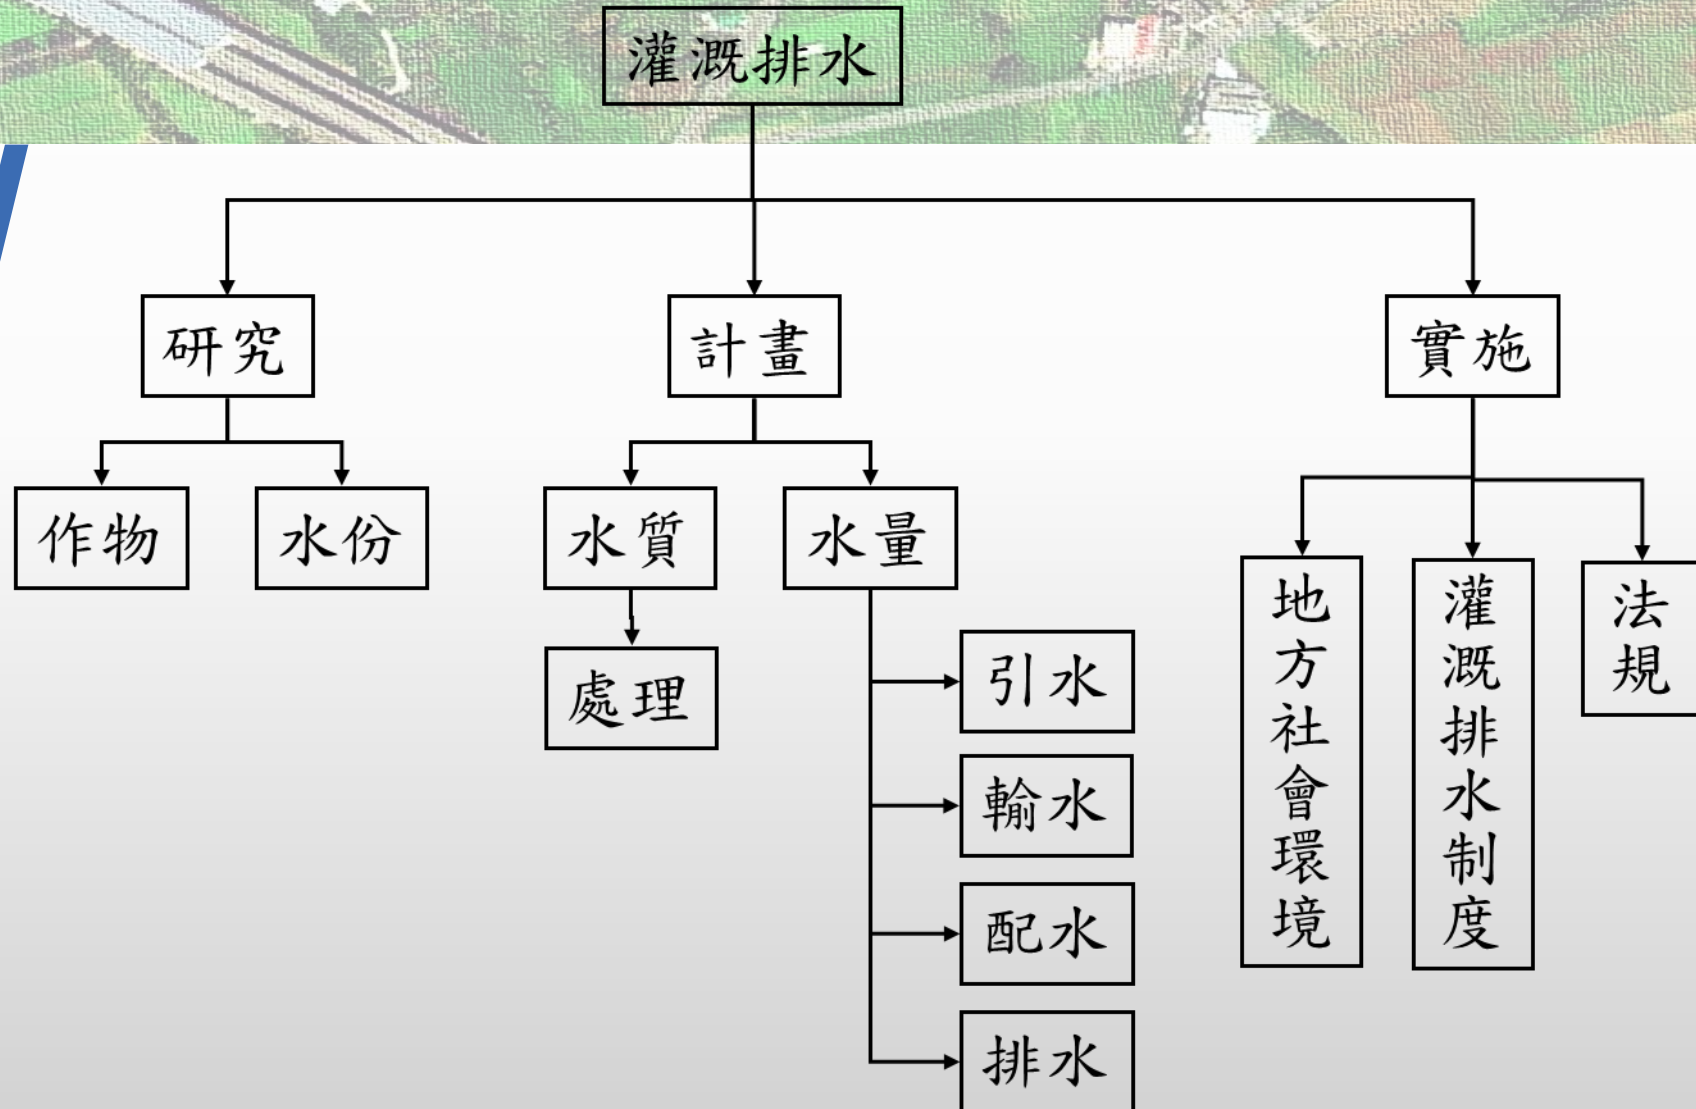 灌溉排水
研究
計畫
實施
作物
水份
水質
水量
處理
引水
輸水
配水
排水
地方社會環境
灌溉排水制度
法規